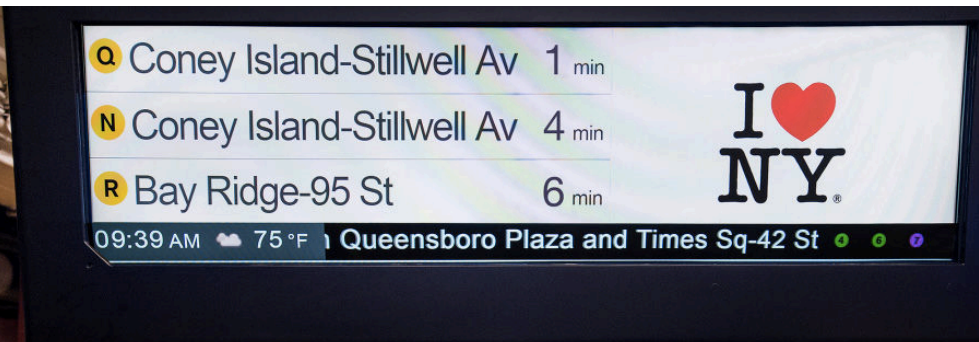 Q Coney Island-Stillwell Av 1 min
N Coney Island-Stillwell Av 4 min
R Bay Ridge-95 St 6 min
I ❤ NY®
09:39 AM 75 °F Queensboro Plaza and Times Sq-42 St 4 6 7